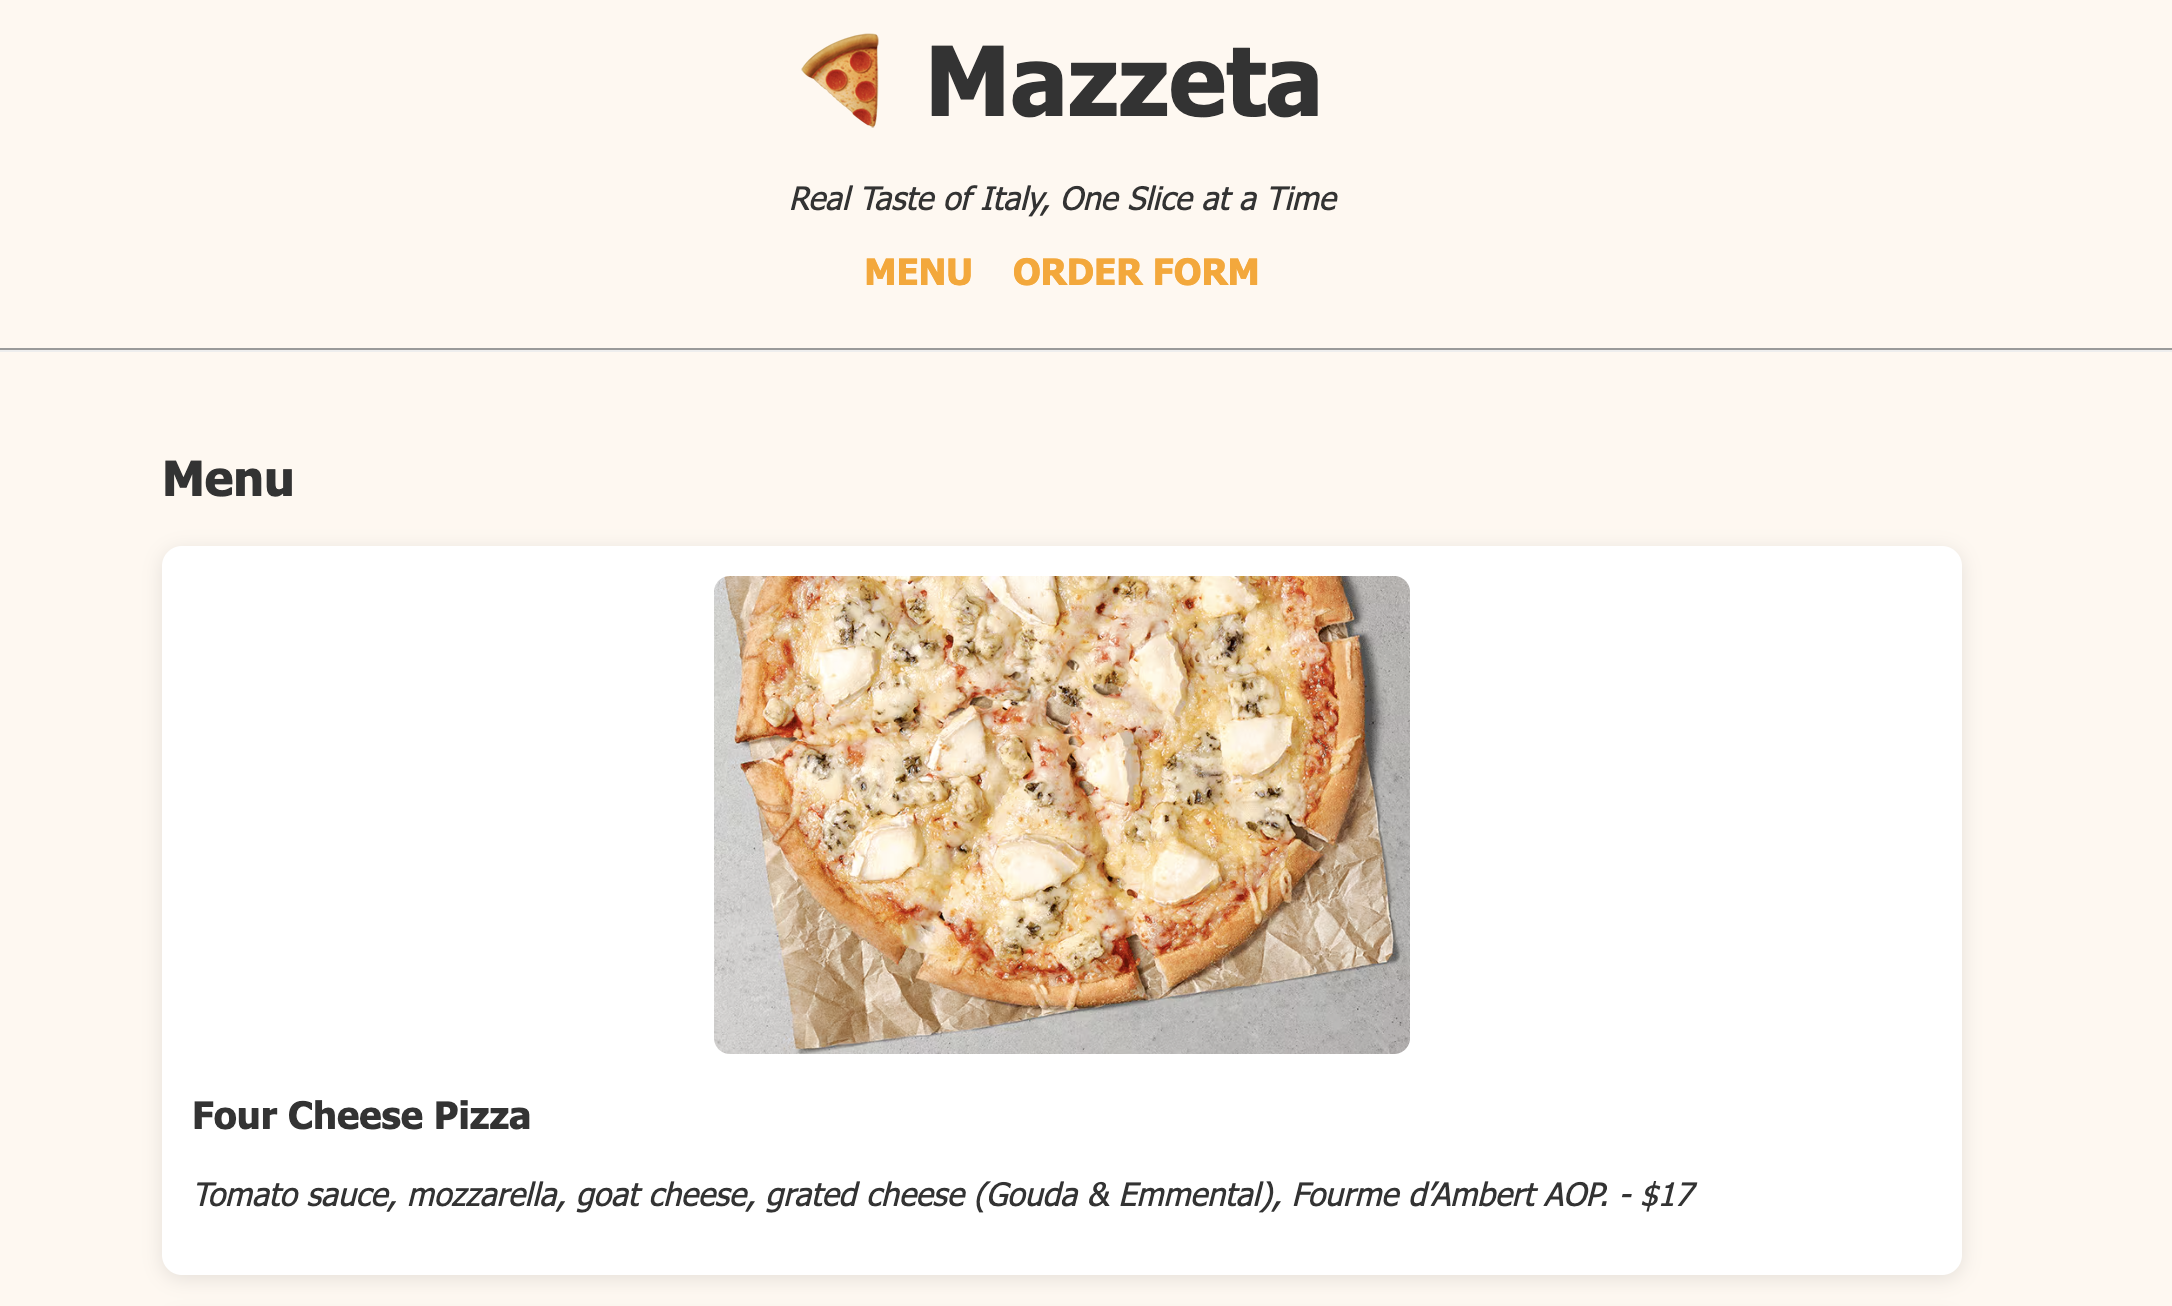 Mazzeta
Real Taste of Italy, One Slice at a Time
MENU ORDER FORM
Menu
Four Cheese Pizza
Tomato sauce, mozzarella, goat cheese, grated cheese (Gouda & Emmental), Fourme d’Ambert AOP. - $17